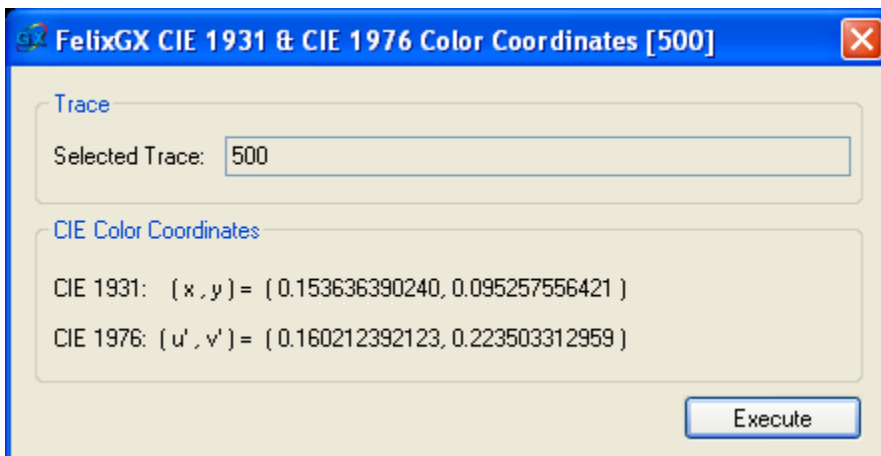 GX FelixGX CIE 1931 & CIE 1976 Color Coordinates [500]
Trace
Selected Trace: 500
CIE Color Coordinates
CIE 1931: ( x , y ) = ( 0.153636390240, 0.095257556421 )
CIE 1976: ( u' , v' ) = ( 0.160212392123, 0.223503312959 )
Execute